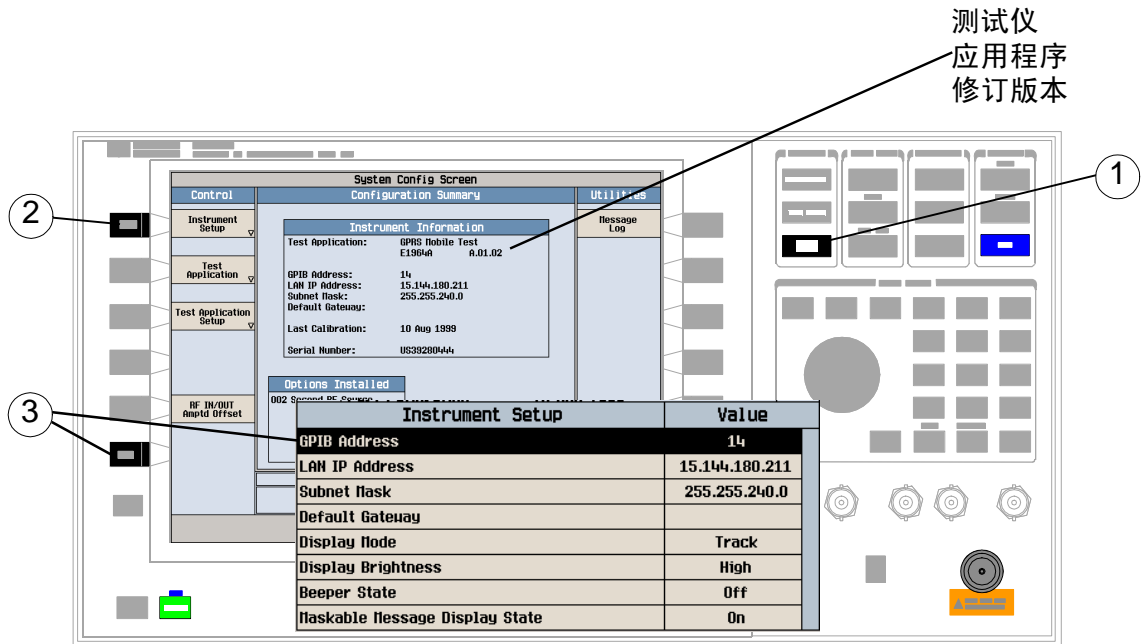 测试仪
应用程序
修订版本
1
2
3
System Config Screen
Control
Configuration Summary
Utilities
Instrument
Setup
Test
Application
Test Application
Setup
RF IN/OUT
Amptd Offset
Message
Log
Instrument Information
Test Application: GPRS Mobile Test
E1964A A.01.02
GPIB Address: 14
LAN IP Address: 15.144.180.211
Subnet Mask: 255.255.240.0
Default Gateway:
Last Calibration: 10 Aug 1999
Serial Number: US39280444
Options Installed
002 Second RF Source
Instrument Setup Value
GPIB Address 14
LAN IP Address 15.144.180.211
Subnet Mask 255.255.240.0
Default Gateway
Display Mode Track
Display Brightness High
Beeper State Off
Maskable Message Display State On